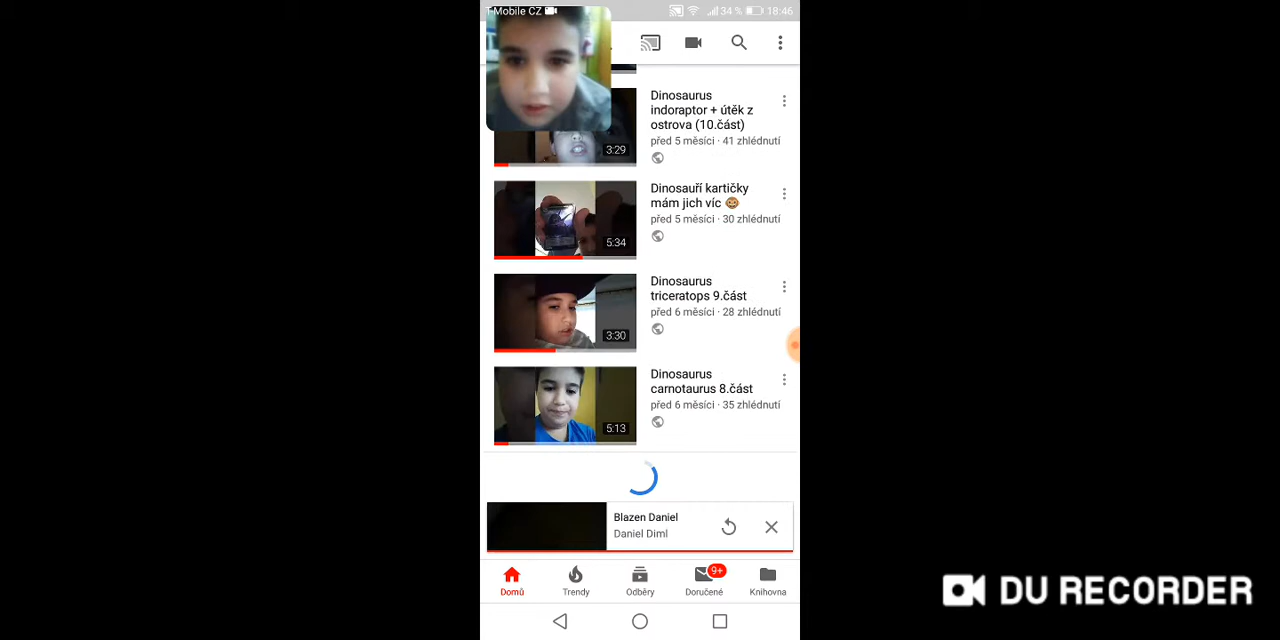 T-Mobile CZ
34 %
18:46
Dinosaurus
indoraptor + útěk z
ostrova (10.část)
před 5 měsíci · 41 zhlédnutí
3:29
Dinosauří kartičky
mám jich víc
před 5 měsíci · 30 zhlédnutí
5:34
Dinosaurus
triceratops 9.část
před 6 měsíci · 28 zhlédnutí
3:30
Dinosaurus
carnotaurus 8.část
před 6 měsíci · 35 zhlédnutí
5:13
Blazen Daniel
Daniel Diml
9+
Domů
Trendy
Odběry
Doručené
Knihovna
DU RECORDER